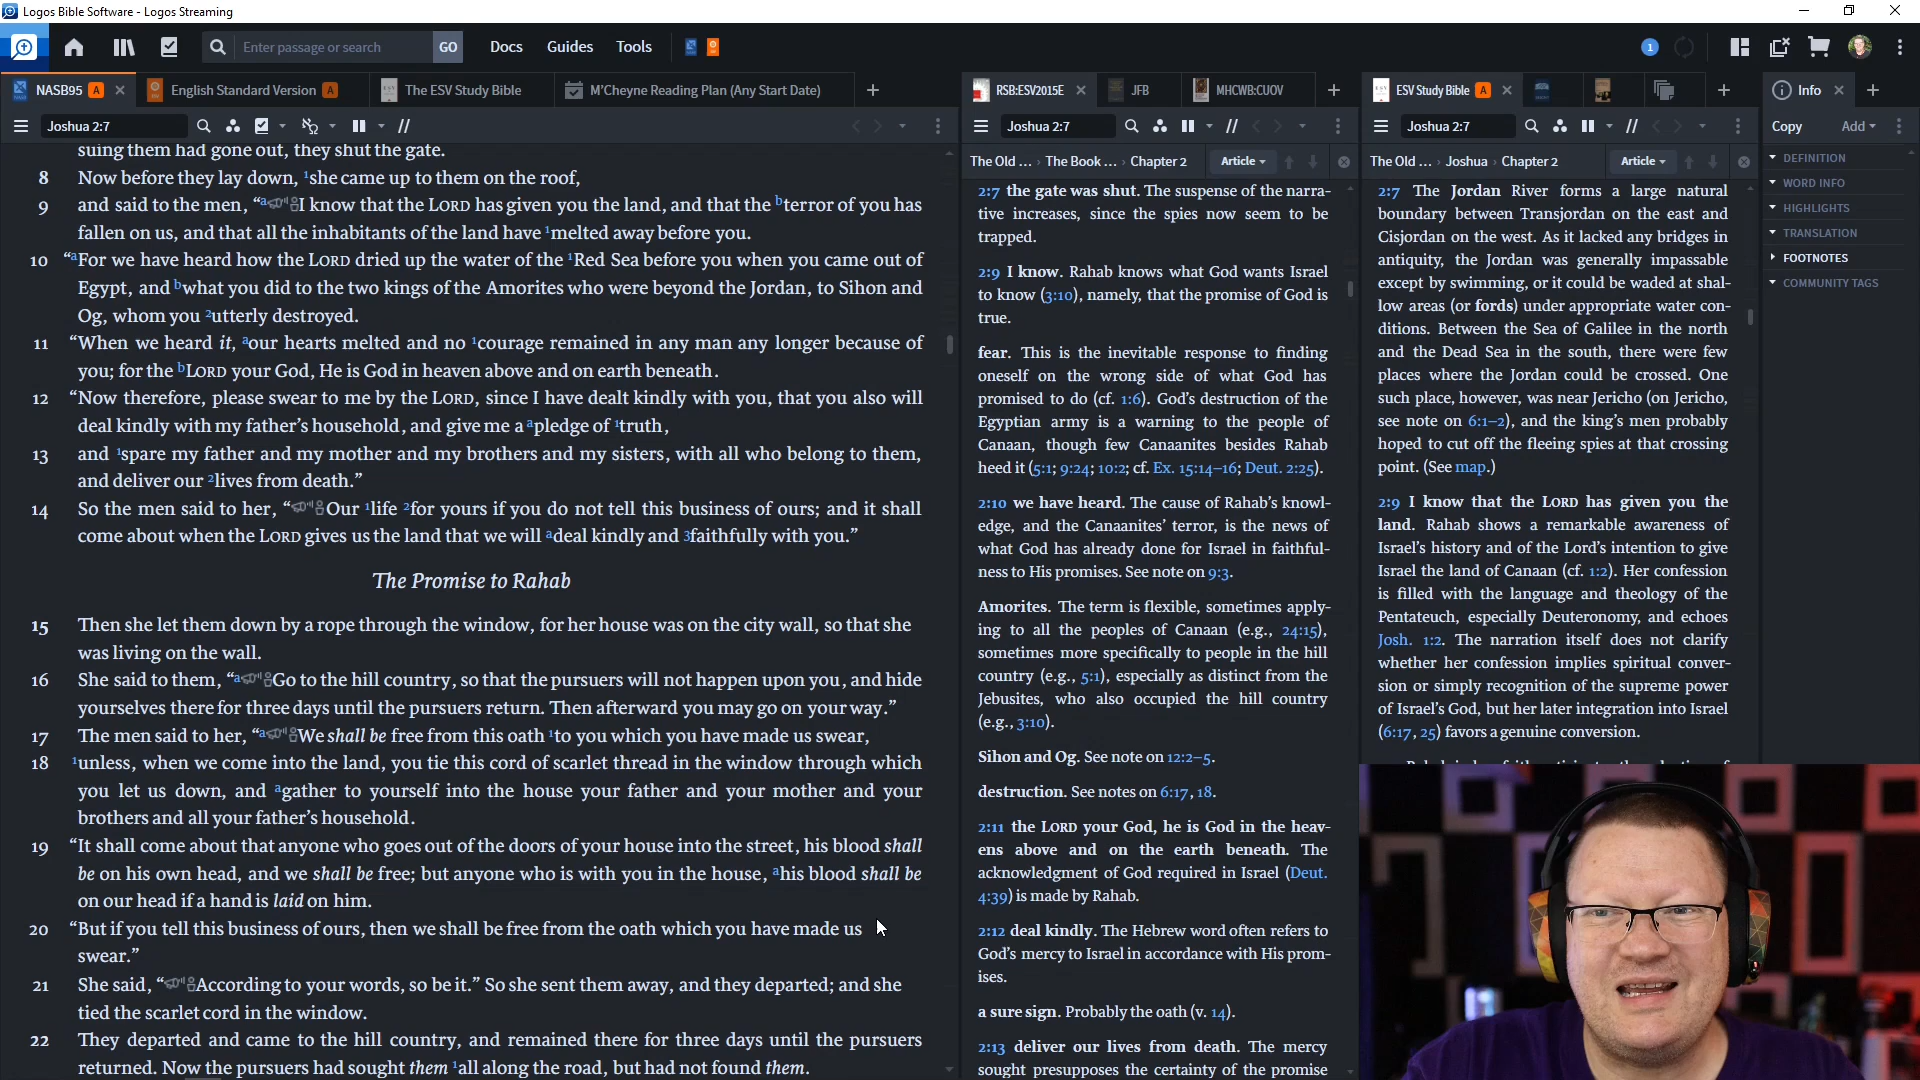 Logos Bible Software - Logos Streaming
Enter passage or search
GO
Docs
Guides
Tools
1
NASB95 A
English Standard Version A
The ESV Study Bible
M'Cheyne Reading Plan (Any Start Date)
RSB:ESV2015E
JFB
MHCWB:CUOV
ESV Study Bible A
Info
Joshua 2:7
Joshua 2:7
Joshua 2:7
Copy
Add
suing them had gone out, they shut the gate.
8 Now before they lay down, ¹she came up to them on the roof,
9 and said to the men, “ᵃI know that the LORD has given you the land, and that the ᵇterror of you has
fallen on us, and that all the inhabitants of the land have ¹melted away before you.
10 “ᵃFor we have heard how the LORD dried up the water of the ¹Red Sea before you when you came out of
Egypt, and ᵇwhat you did to the two kings of the Amorites who were beyond the Jordan, to Sihon and
Og, whom you ²utterly destroyed.
11 “When we heard it, ᵃour hearts melted and no ¹courage remained in any man any longer because of
you; for the ᵇLORD your God, He is God in heaven above and on earth beneath.
12 “Now therefore, please swear to me by the LORD, since I have dealt kindly with you, that you also will
deal kindly with my father’s household, and give me a ᵃpledge of ¹truth,
13 and ¹spare my father and my mother and my brothers and my sisters, with all who belong to them,
and deliver our ²lives from death.”
14 So the men said to her, “Our ¹life ²for yours if you do not tell this business of ours; and it shall
come about when the LORD gives us the land that we will ᵃdeal kindly and ³faithfully with you.”
The Promise to Rahab
15 Then she let them down by a rope through the window, for her house was on the city wall, so that she
was living on the wall.
16 She said to them, “ᵃGo to the hill country, so that the pursuers will not happen upon you, and hide
yourselves there for three days until the pursuers return. Then afterward you may go on your way.”
17 The men said to her, “ᵃWe shall be free from this oath ¹to you which you have made us swear,
18 ¹unless, when we come into the land, you tie this cord of scarlet thread in the window through which
you let us down, and ᵃgather to yourself into the house your father and your mother and your
brothers and all your father’s household.
19 “It shall come about that anyone who goes out of the doors of your house into the street, his blood shall
be on his own head, and we shall be free; but anyone who is with you in the house, ᵃhis blood shall be
on our head if a hand is laid on him.
20 “But if you tell this business of ours, then we shall be free from the oath which you have made us
swear.”
21 She said, “According to your words, so be it.” So she sent them away, and they departed; and she
tied the scarlet cord in the window.
22 They departed and came to the hill country, and remained there for three days until the pursuers
returned. Now the pursuers had sought them ¹all along the road, but had not found them.
The Old ... › The Book ... › Chapter 2
Article
2:7 the gate was shut. The suspense of the narra-
tive increases, since the spies now seem to be
trapped.
2:9 I know. Rahab knows what God wants Israel
to know (3:10), namely, that the promise of God is
true.
fear. This is the inevitable response to finding
oneself on the wrong side of what God has
promised to do (cf. 1:6). God’s destruction of the
Egyptian army is a warning to the people of
Canaan, though few Canaanites besides Rahab
heed it (5:1; 9:24; 10:2; cf. Ex. 15:14–16; Deut. 2:25).
2:10 we have heard. The cause of Rahab’s knowl-
edge, and the Canaanites’ terror, is the news of
what God has already done for Israel in faithful-
ness to His promises. See note on 9:3.
Amorites. The term is flexible, sometimes apply-
ing to all the peoples of Canaan (e.g., 24:15),
sometimes more specifically to people in the hill
country (e.g., 5:1), especially as distinct from the
Jebusites, who also occupied the hill country
(e.g., 3:10).
Sihon and Og. See note on 12:2–5.
destruction. See notes on 6:17, 18.
2:11 the LORD your God, he is God in the heav-
ens above and on the earth beneath. The
acknowledgment of God required in Israel (Deut.
4:39) is made by Rahab.
2:12 deal kindly. The Hebrew word often refers to
God’s mercy to Israel in accordance with His prom-
ises.
a sure sign. Probably the oath (v. 14).
2:13 deliver our lives from death. The mercy
sought presupposes the certainty of the promise
The Old ... › Joshua › Chapter 2
Article
2:7 The Jordan River forms a large natural
boundary between Transjordan on the east and
Cisjordan on the west. As it lacked any bridges in
antiquity, the Jordan was generally impassable
except by swimming, or it could be waded at shal-
low areas (or fords) under appropriate water con-
ditions. Between the Sea of Galilee in the north
and the Dead Sea in the south, there were few
places where the Jordan could be crossed. One
such place, however, was near Jericho (on Jericho,
see note on 6:1–2), and the king’s men probably
hoped to cut off the fleeing spies at that crossing
point. (See map.)
2:9 I know that the LORD has given you the
land. Rahab shows a remarkable awareness of
Israel’s history and of the Lord’s intention to give
Israel the land of Canaan (cf. 1:2). Her confession
is filled with the language and theology of the
Pentateuch, especially Deuteronomy, and echoes
Josh. 1:2. The narration itself does not clarify
whether her confession implies spiritual conver-
sion or simply recognition of the supreme power
of Israel’s God, but her later integration into Israel
(6:17, 25) favors a genuine conversion.
DEFINITION
WORD INFO
HIGHLIGHTS
TRANSLATION
FOOTNOTES
COMMUNITY TAGS